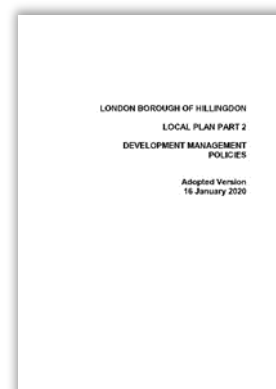 LONDON BOROUGH OF HILLINGDON
LOCAL PLAN PART 2
DEVELOPMENT MANAGEMENT
POLICIES
Adopted Version
16 January 2020